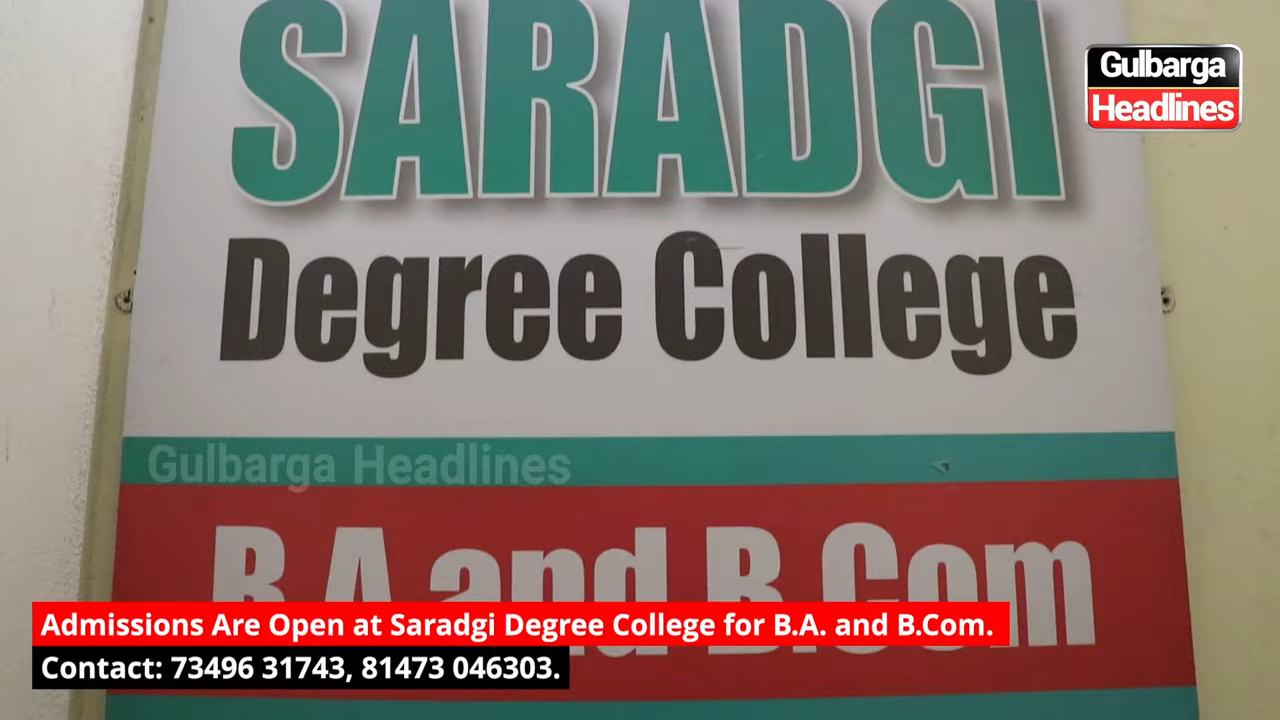 SARADGI
Gulbarga
Headlines
Degree College
Gulbarga Headlines
B.A and B.Com
Admissions Are Open at Saradgi Degree College for B.A. and B.Com.
Contact: 73496 31743, 81473 046303.